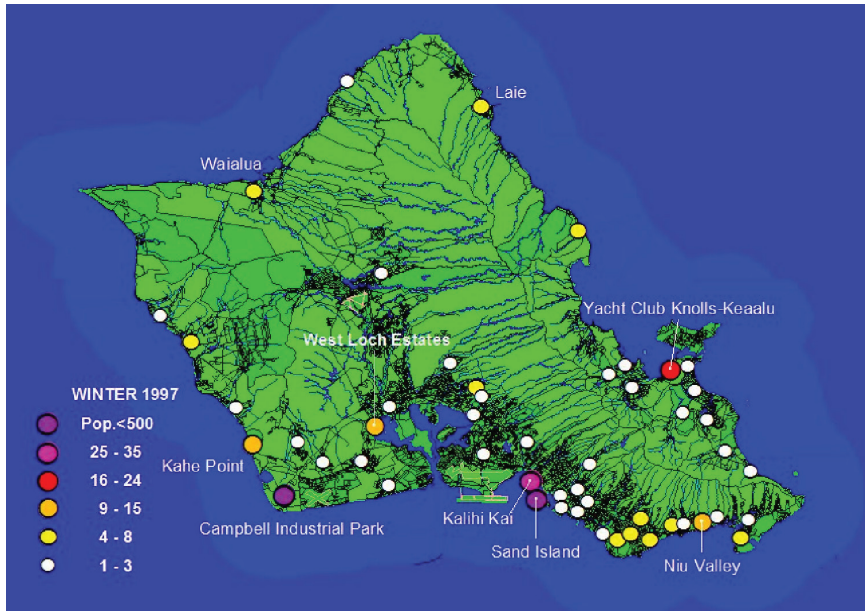 Laie
Waialua
Yacht Club Knolls-Keaalu
West Loch Estates
WINTER 1997
Pop.<500
25 - 35
16 - 24
9 - 15
4 - 8
1 - 3
Kahe Point
Campbell Industrial Park
Kalihi Kai
Sand Island
Niu Valley